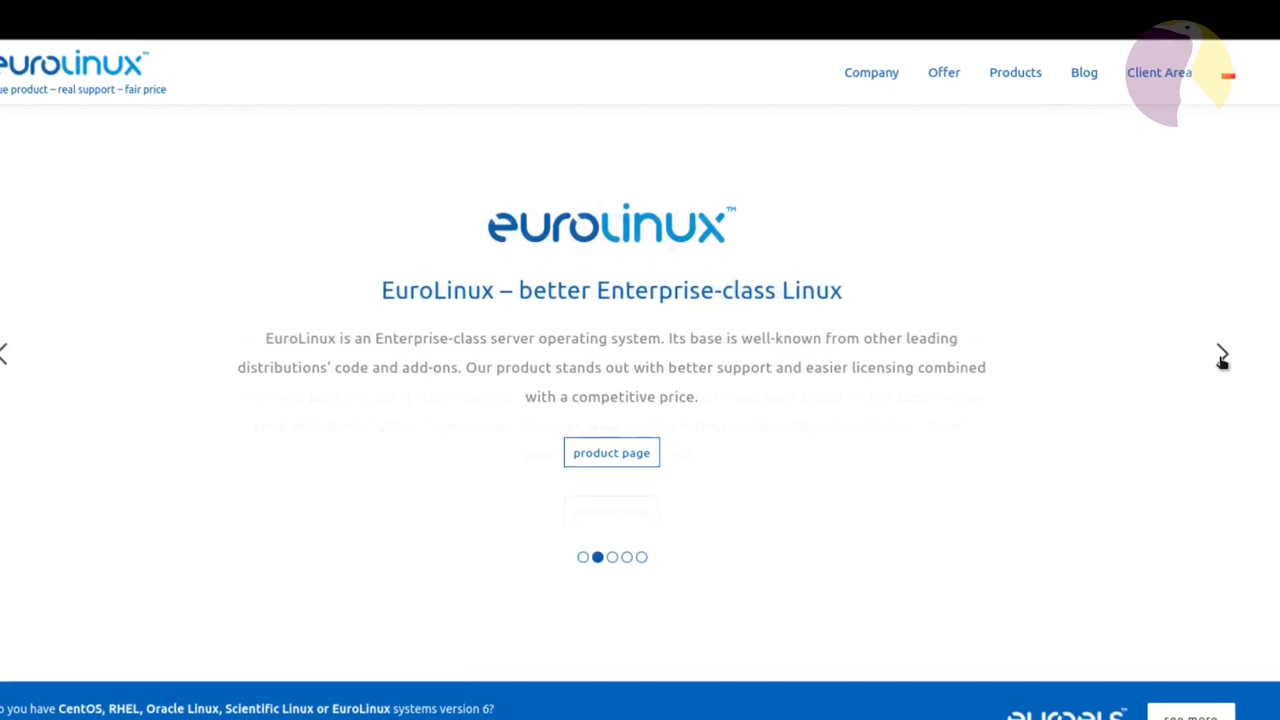 eurolinux™
ue product – real support – fair price
Company Offer Products Blog Client Area
eurolinux™
EuroLinux – better Enterprise-class Linux
EuroLinux is an Enterprise-class server operating system. Its base is well-known from other leading
distributions' code and add-ons. Our product stands out with better support and easier licensing combined
with a competitive price.
product page
you have CentOS, RHEL, Oracle Linux, Scientific Linux or EuroLinux systems version 6?
see more